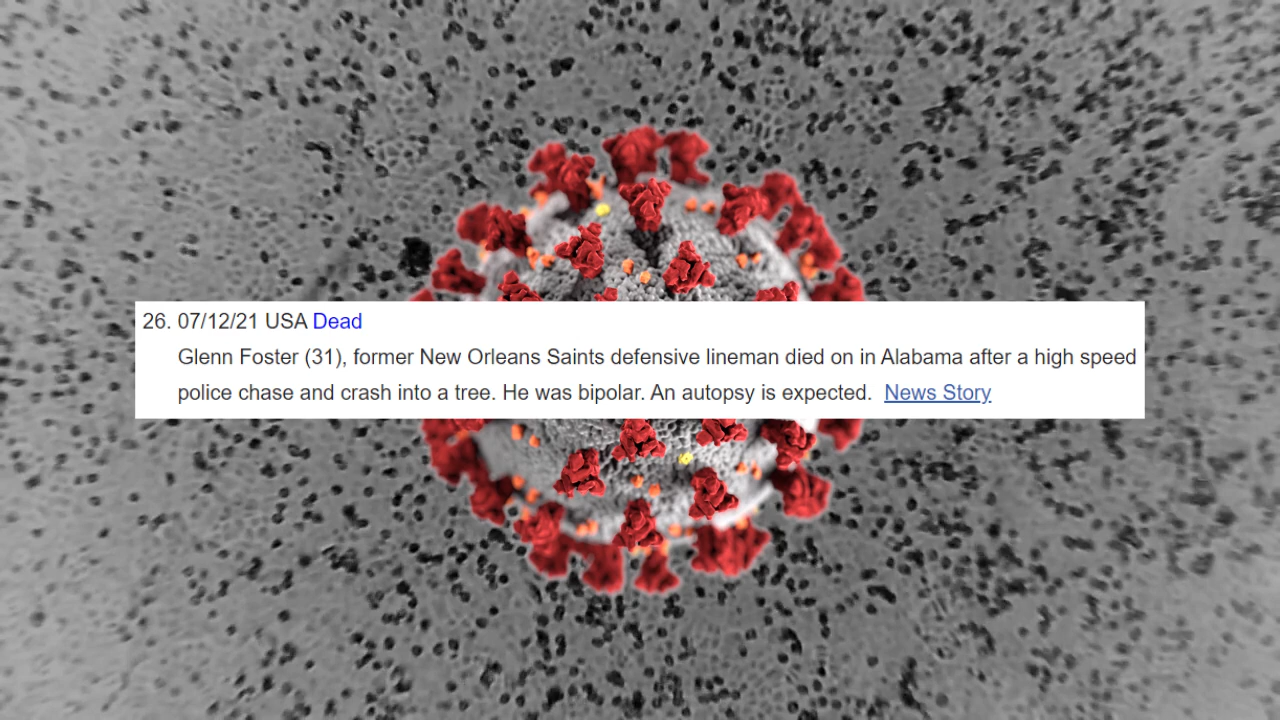 26. 07/12/21 USA Dead
Glenn Foster (31), former New Orleans Saints defensive lineman died on in Alabama after a high speed
police chase and crash into a tree. He was bipolar. An autopsy is expected. News Story